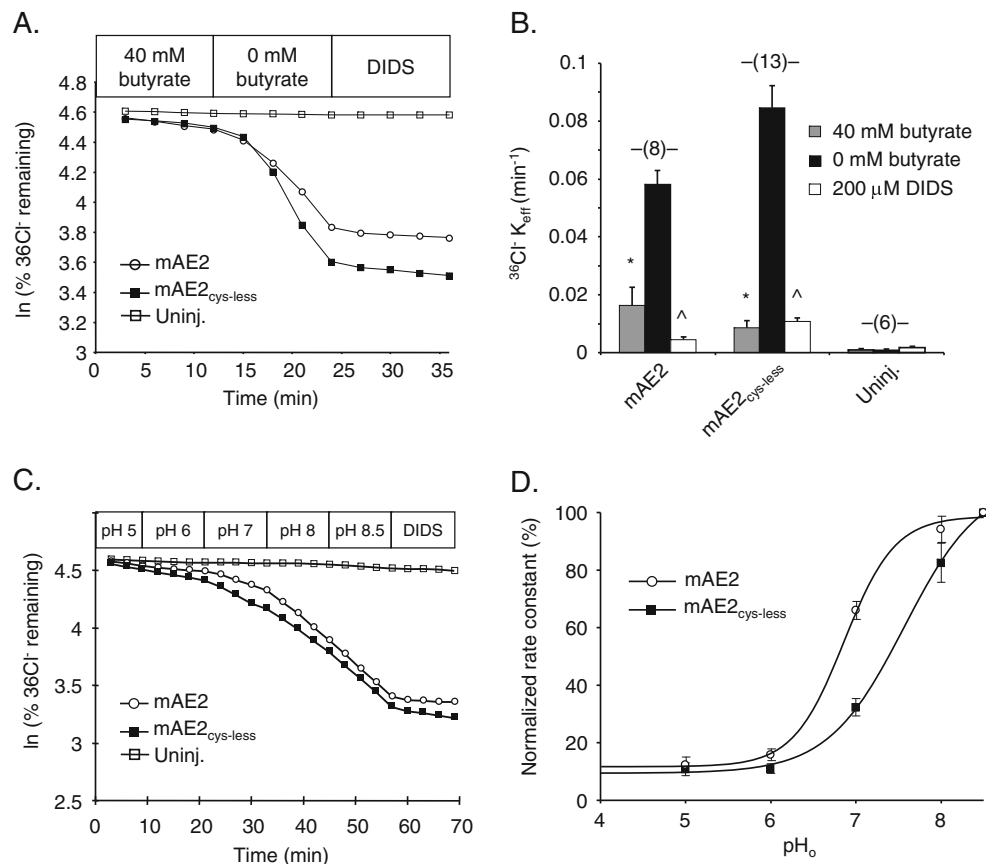 A.
40 mM butyrate
0 mM butyrate
DIDS
ln (% 36Cl- remaining)
4.8
4.6
4.4
4.2
4
3.8
3.6
3.4
3.2
3
mAE2
mAE2cys-less
Uninj.
0 5 10 15 20 25 30 35
Time (min)
B.
36Cl- Keff (min-1)
0.1
0.08
0.06
0.04
0.02
0
–(8)–
–(13)–
–(6)–
* ^ * ^
40 mM butyrate
0 mM butyrate
200 μM DIDS
mAE2
mAE2cys-less
Uninj.
C.
pH 5 pH 6 pH 7 pH 8 pH 8.5 DIDS
ln (% 36Cl- remaining)
4.5
4
3.5
3
2.5
mAE2
mAE2cys-less
Uninj.
0 10 20 30 40 50 60 70
Time (min)
D.
Normalized rate constant (%)
100
80
60
40
20
0
mAE2
mAE2cys-less
4 5 6 7 8
pHo